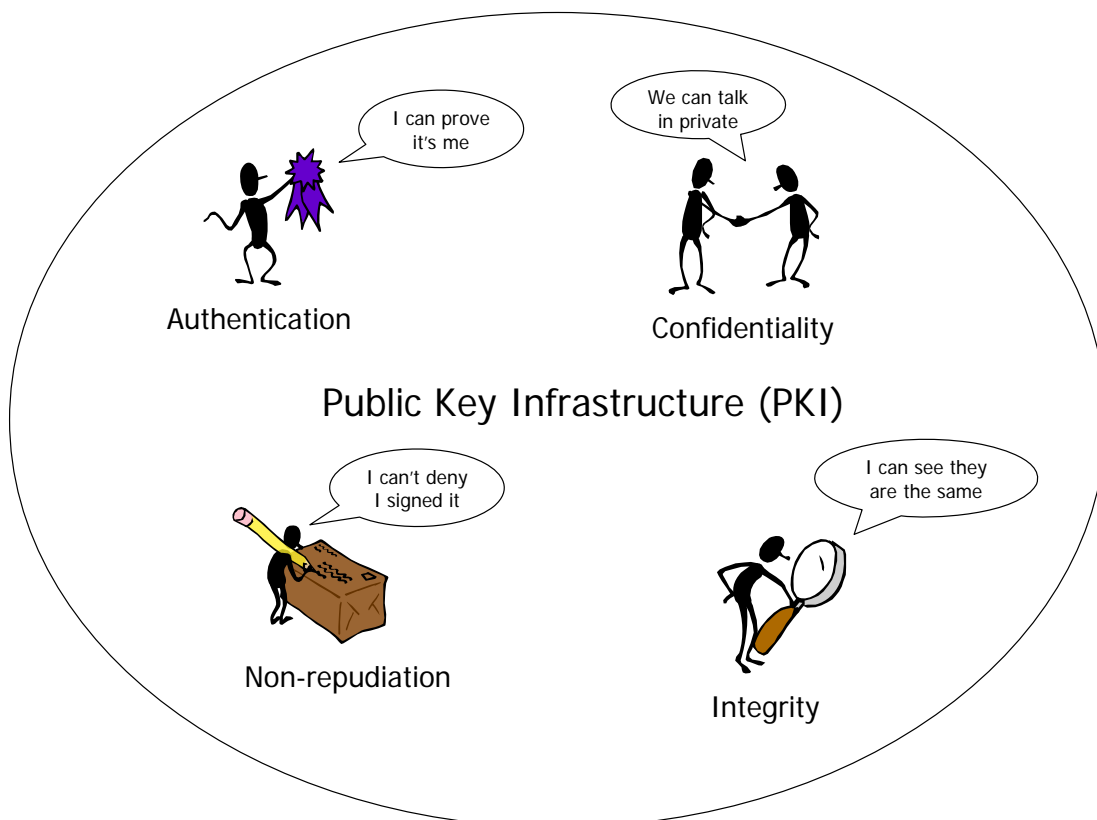 I can prove
it's me
We can talk
in private
Authentication
Confidentiality
Public Key Infrastructure (PKI)
I can't deny
I signed it
I can see they
are the same
Non-repudiation
Integrity